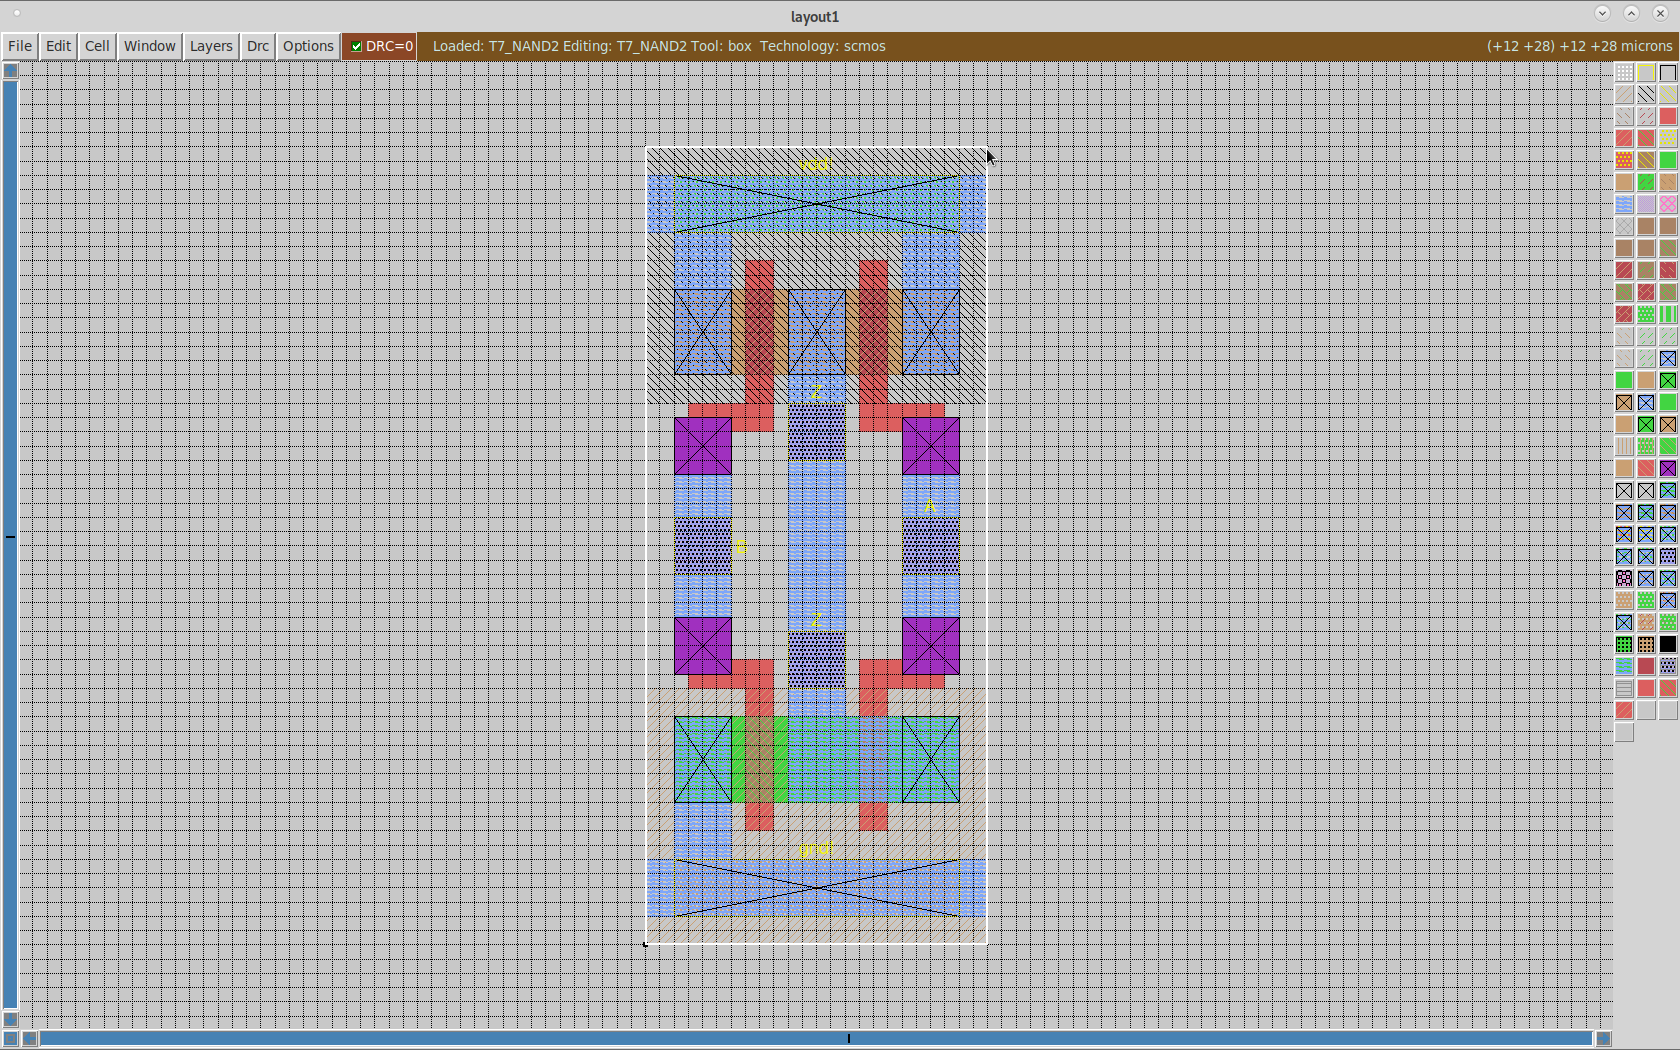 layout1
File Edit Cell Window Layers Drc Options DRC=0 Loaded: T7_NAND2 Editing: T7_NAND2 Tool: box Technology: scmos (+12 +28) +12 +28 microns
Z
A
B
Z
gnd!